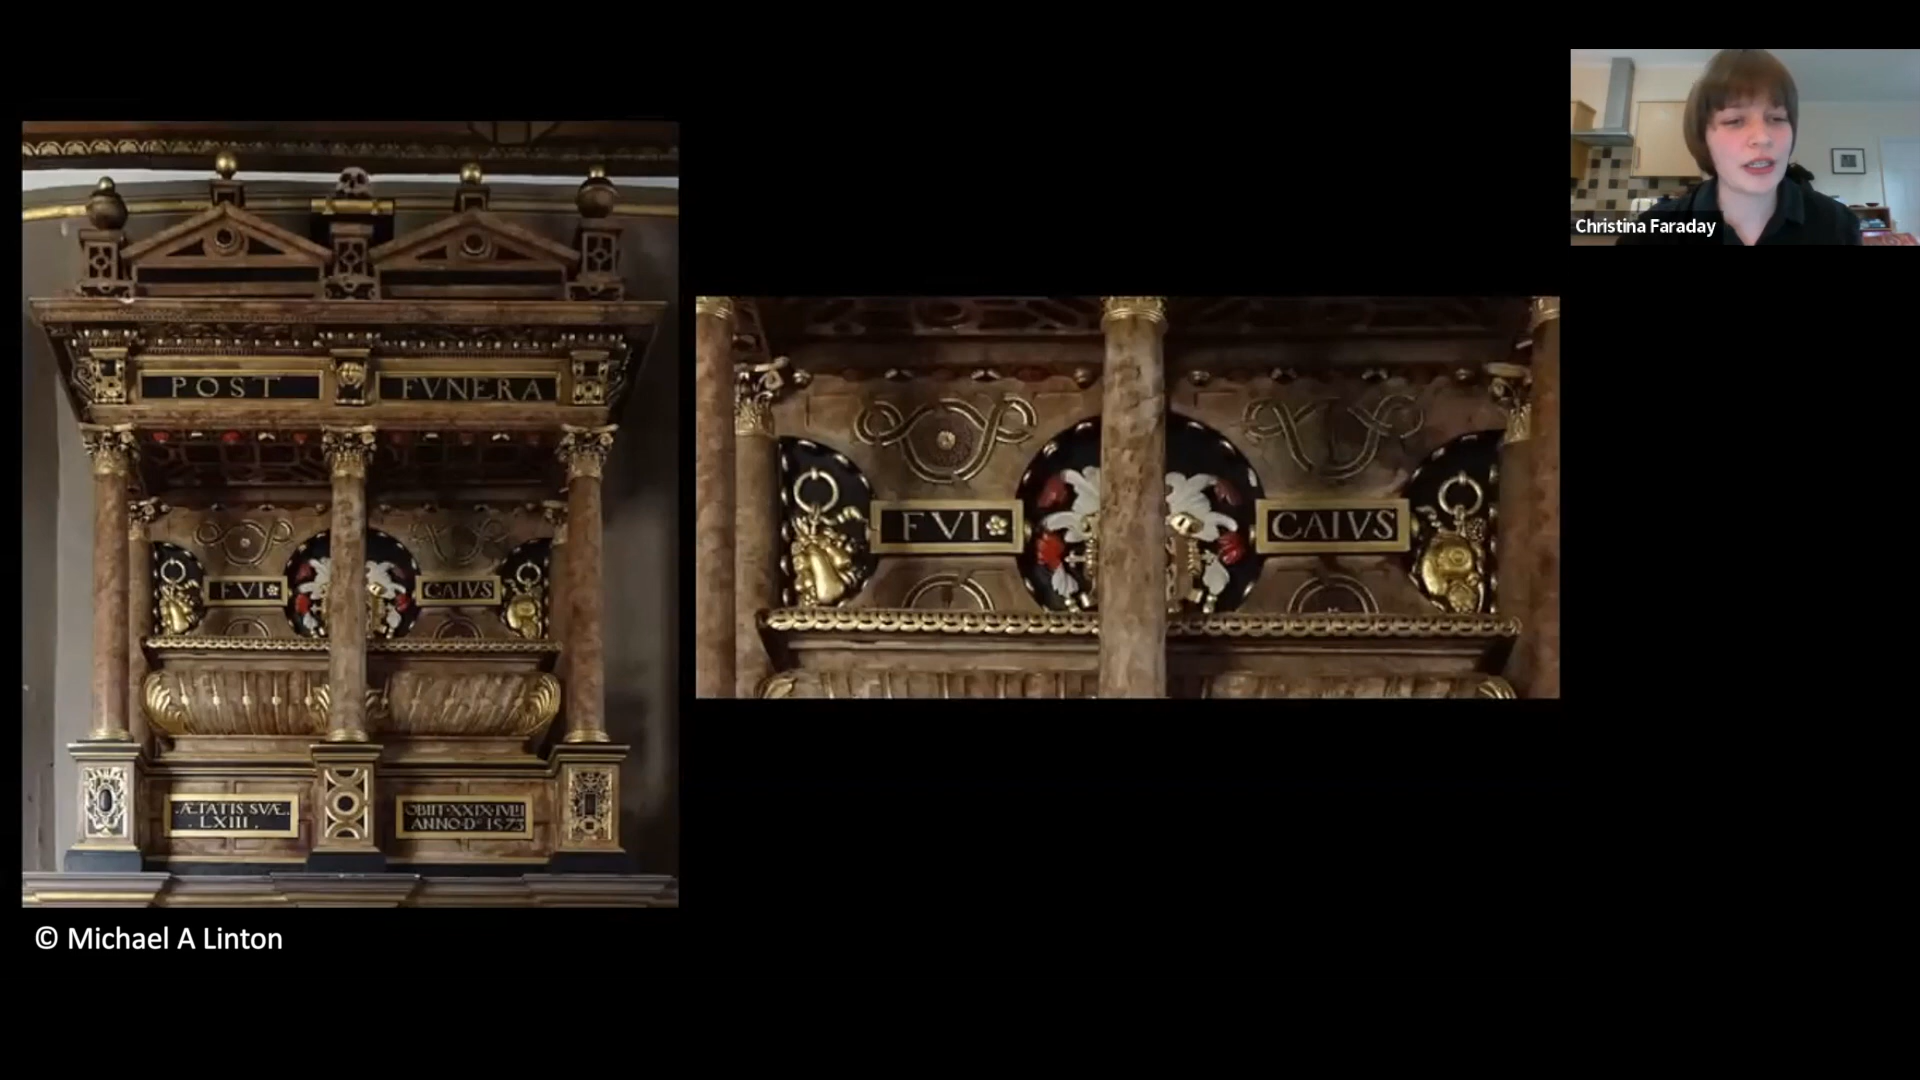 POST FVNERA
FVI CAIVS
ÆTATIS SVÆ.
LXIII.
OBIIT·XXIX·IVLII
ANNO·Dº 1573
© Michael A Linton
FVI CAIVS
Christina Faraday